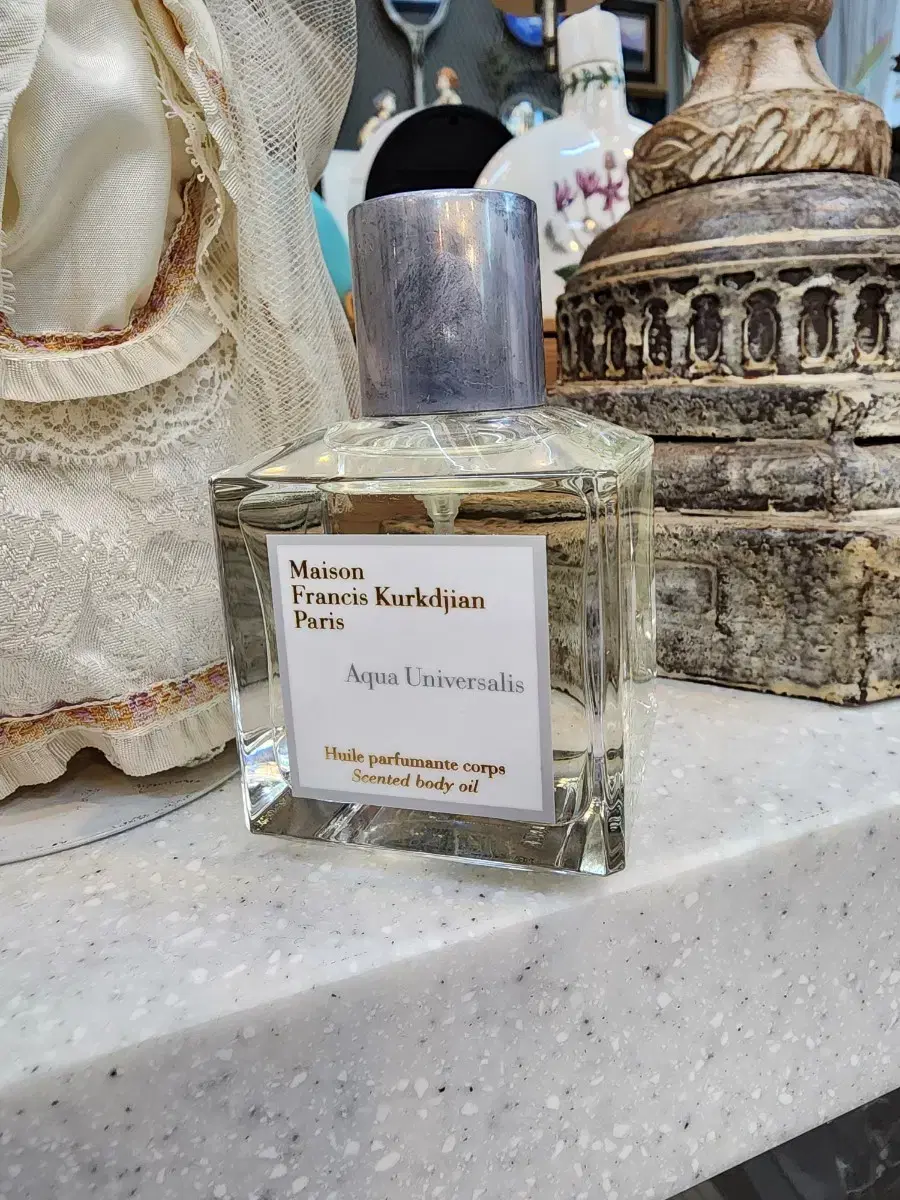 Maison
Francis Kurkdjian
Paris
Aqua Universalis
Huile parfumante corps
Scented body oil